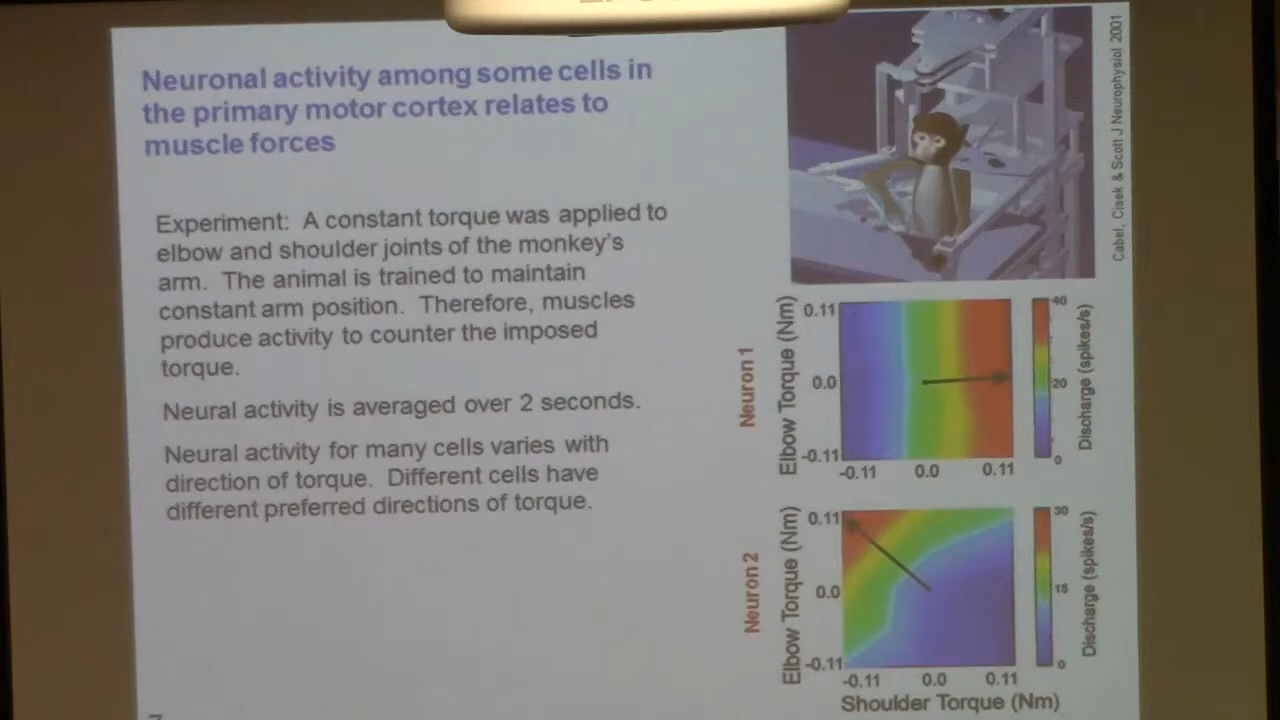 Neuronal activity among some cells in
the primary motor cortex relates to
muscle forces
Experiment: A constant torque was applied to
elbow and shoulder joints of the monkey's
arm. The animal is trained to maintain
constant arm position. Therefore, muscles
produce activity to counter the imposed
torque.
Neural activity is averaged over 2 seconds.
Neural activity for many cells varies with
direction of torque. Different cells have
different preferred directions of torque.
Cabel, Cisek & Scott J Neurophysiol 2001
Neuron 1
Elbow Torque (Nm)
0.11
0.0
-0.11
-0.11 0.0 0.11
40
20
0
Discharge (spikes/s)
Neuron 2
Elbow Torque (Nm)
0.11
0.0
-0.11
-0.11 0.0 0.11
Shoulder Torque (Nm)
30
15
0
Discharge (spikes/s)